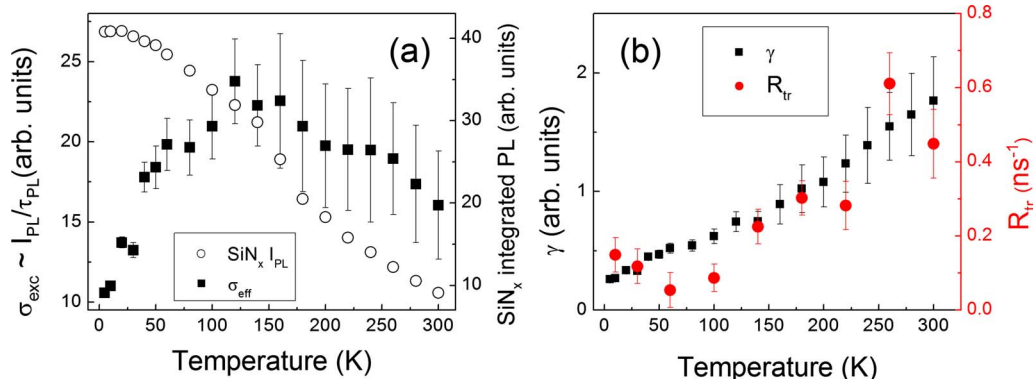 (a)
σexc ~ IPL/τPL(arb. units)
25
20
15
10
SiNx IPL
σeff
0 50 100 150 200 250 300
Temperature (K)
40
30
20
10
SiNx integrated PL (arb. units)
(b)
γ
Rtr
γ (arb. units)
2
1
0
0 50 100 150 200 250 300
Temperature (K)
0.8
0.6
0.4
0.2
0.0
Rtr (ns-1)